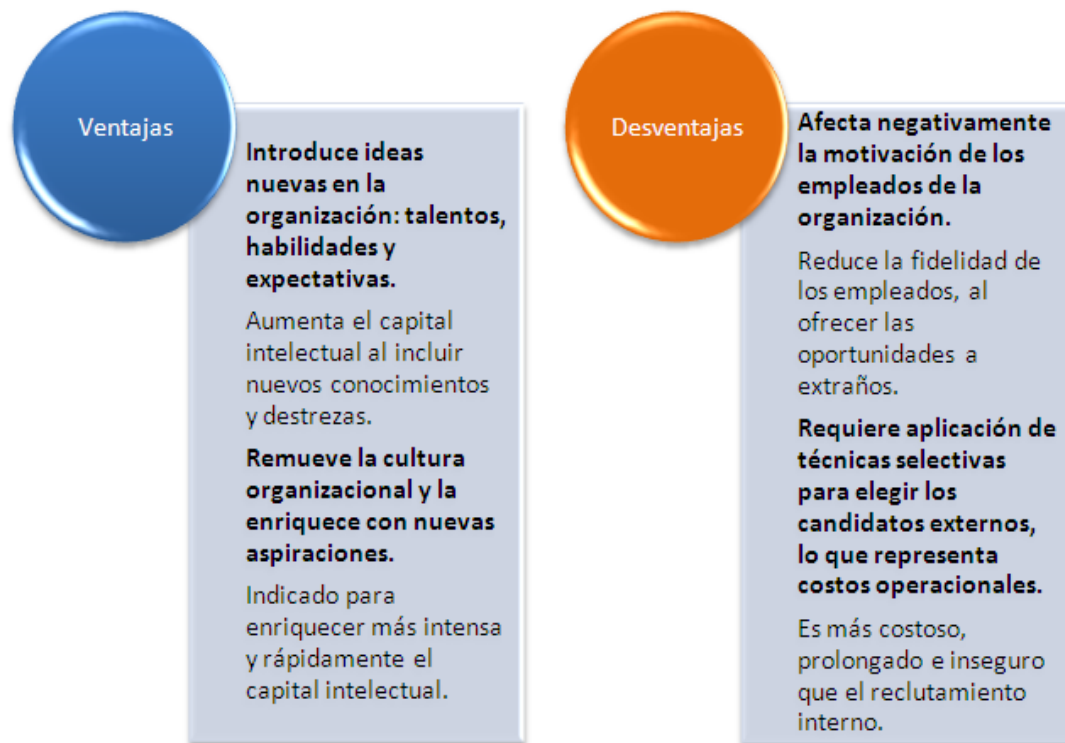 Ventajas
Introduce ideas
nuevas en la
organización: talentos,
habilidades y
expectativas.
Aumenta el capital
intelectual al incluir
nuevos conocimientos
y destrezas.
Remueve la cultura
organizacional y la
enriquece con nuevas
aspiraciones.
Indicado para
enriquecer más intensa
y rápidamente el
capital intelectual.
Desventajas
Afecta negativamente
la motivación de los
empleados de la
organización.
Reduce la fidelidad de
los empleados, al
ofrecer las
oportunidades a
extraños.
Requiere aplicación de
técnicas selectivas
para elegir los
candidatos externos,
lo que representa
costos operacionales.
Es más costoso,
prolongado e inseguro
que el reclutamiento
interno.